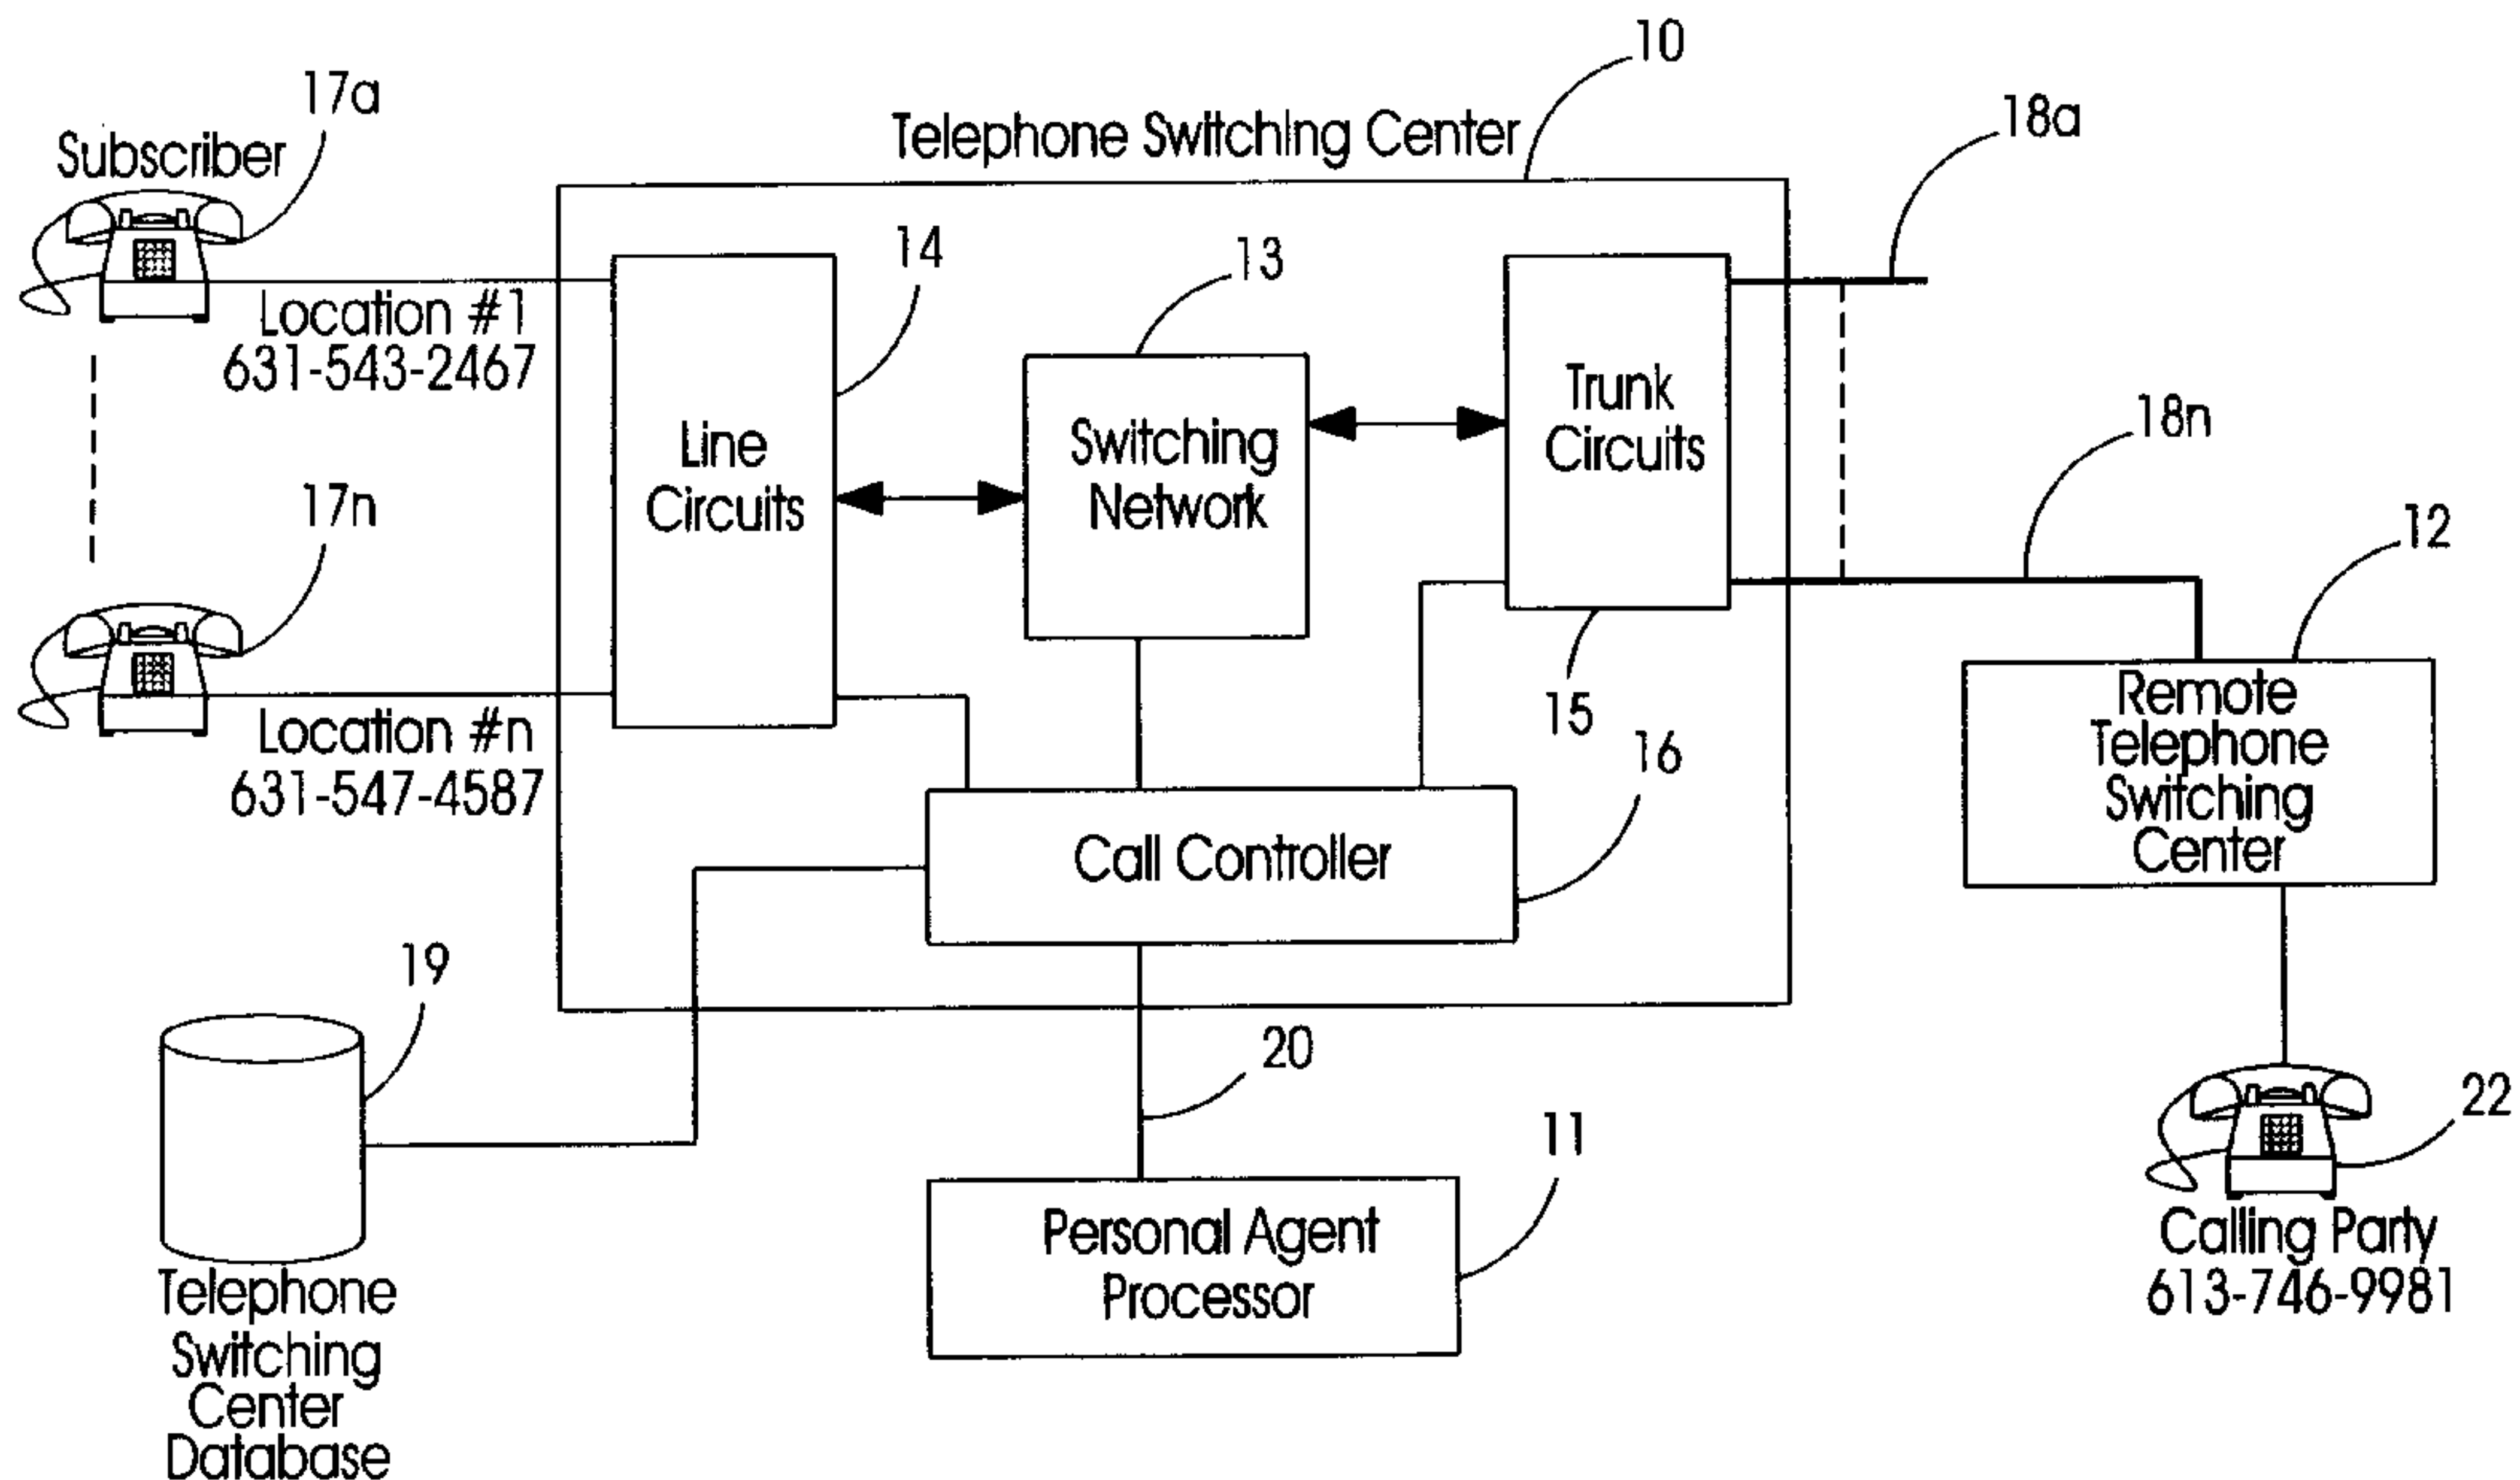 10
17a
18a
Telephone Switching Center
Subscriber
14
13
Location #1
631-543-2467
Trunk
Circuits
18n
Line
Circuits
Switching
Network
17n
12
Remote
Telephone
Switching
Center
15
Location #n
631-547-4587
16
Call Controller
19
20
22
11
Personal Agent
Processor
Calling Party
613-746-9981
Telephone
Switching
Center
Database